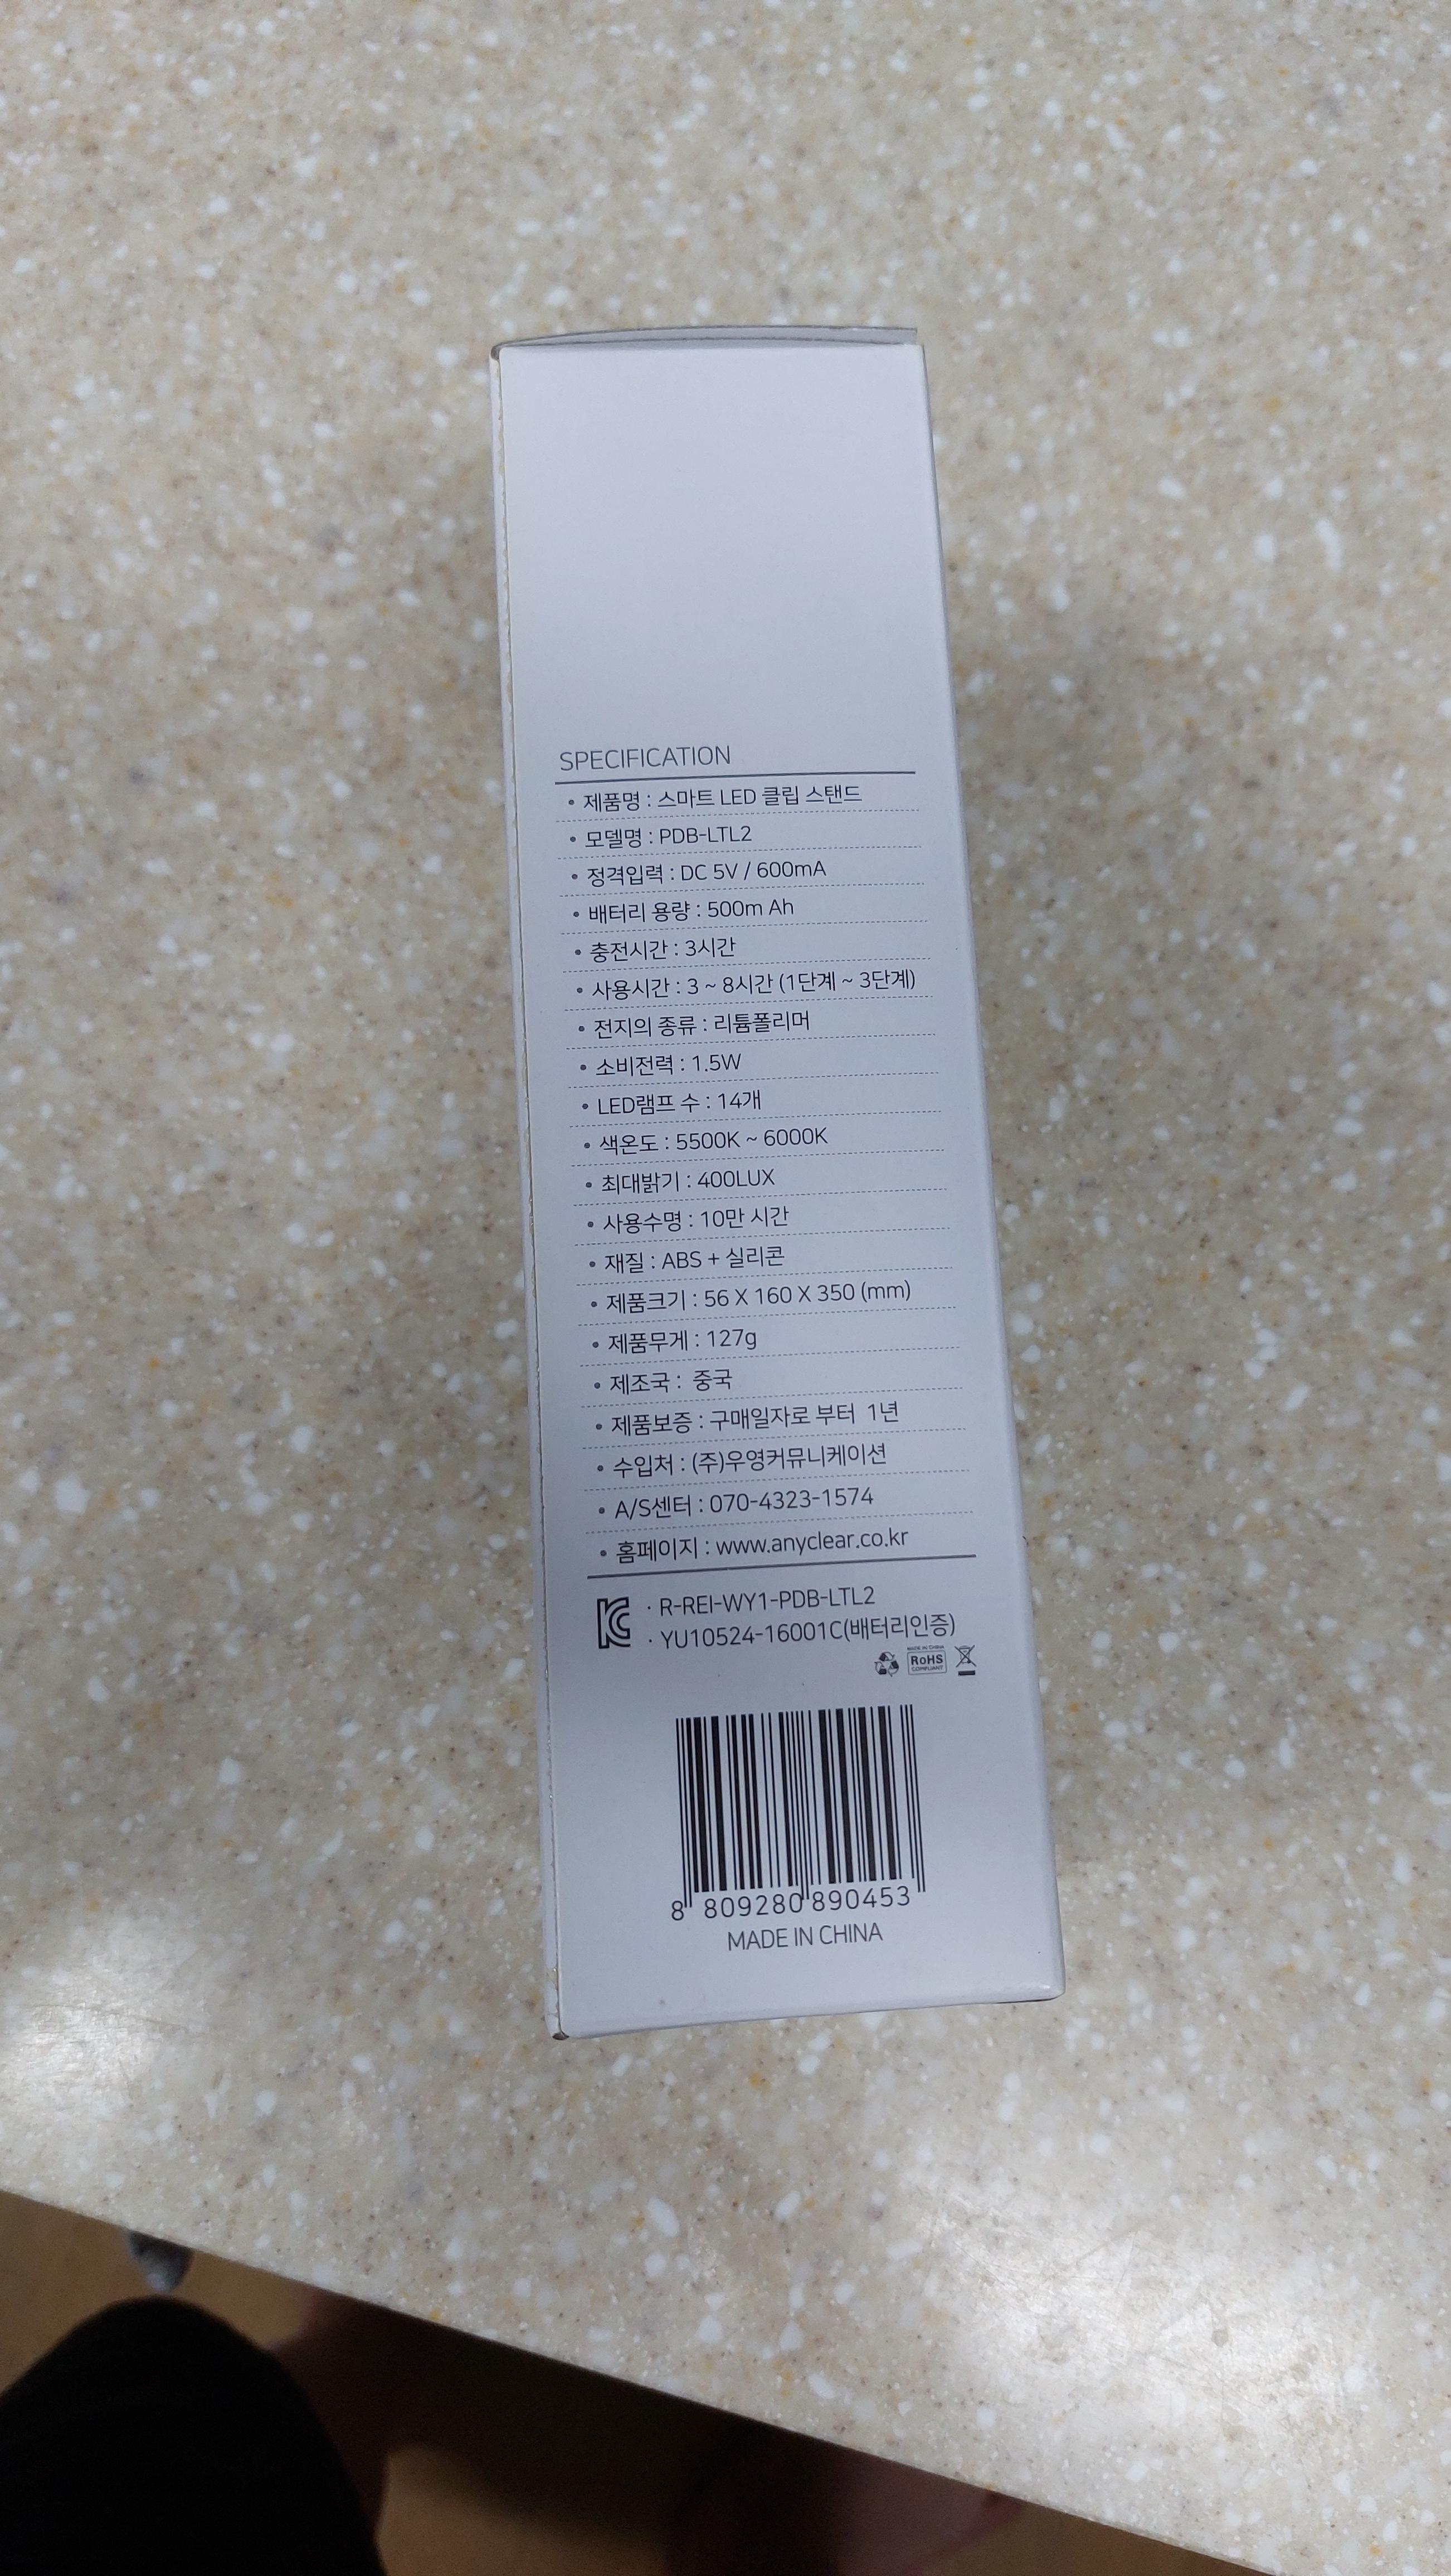 SPECIFICATION
• 제품명 : 스마트 LED 클립 스탠드
• 모델명 : PDB-LTL2
• 정격입력 : DC 5V / 600mA
• 배터리 용량 : 500m Ah
• 충전시간 : 3시간
• 사용시간 : 3 ~ 8시간 (1단계 ~ 3단계)
• 전지의 종류 : 리튬폴리머
• 소비전력 : 1.5W
• LED램프 수 : 14개
• 색온도 : 5500K ~ 6000K
• 최대밝기 : 400LUX
• 사용수명 : 10만 시간
• 재질 : ABS + 실리콘
• 제품크기 : 56 X 160 X 350 (mm)
• 제품무게 : 127g
• 제조국 : 중국
• 제품보증 : 구매일자로 부터 1년
• 수입처 : (주)우영커뮤니케이션
• A/S센터 : 070-4323-1574
• 홈페이지 : www.anyclear.co.kr
· R-REI-WY1-PDB-LTL2
· YU10524-16001C(배터리인증)
MADE IN CHINA
RoHS
COMPLIANT
8 809280 890453
MADE IN CHINA